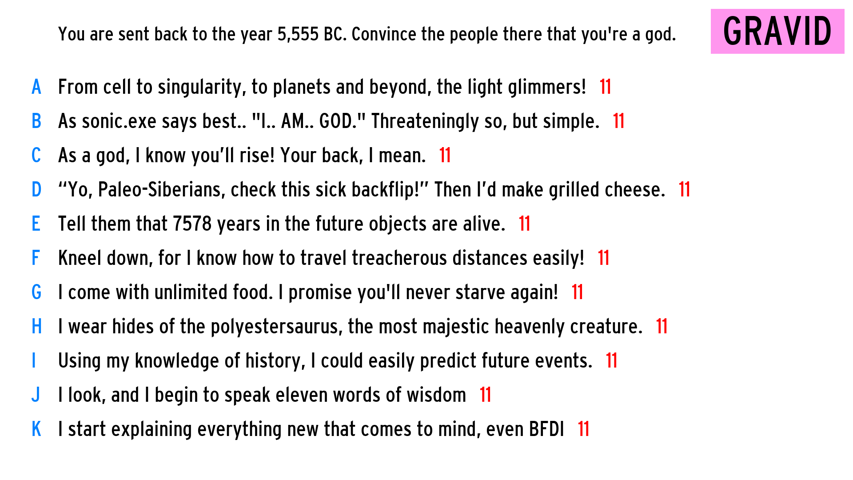 You are sent back to the year 5,555 BC. Convince the people there that you're a god.
GRAVID
A From cell to singularity, to planets and beyond, the light glimmers! 11
B As sonic.exe says best.. "I.. AM.. GOD." Threateningly so, but simple. 11
C As a god, I know you’ll rise! Your back, I mean. 11
D “Yo, Paleo-Siberians, check this sick backflip!” Then I’d make grilled cheese. 11
E Tell them that 7578 years in the future objects are alive. 11
F Kneel down, for I know how to travel treacherous distances easily! 11
G I come with unlimited food. I promise you'll never starve again! 11
H I wear hides of the polyestersaurus, the most majestic heavenly creature. 11
I Using my knowledge of history, I could easily predict future events. 11
J I look, and I begin to speak eleven words of wisdom 11
K I start explaining everything new that comes to mind, even BFDI 11